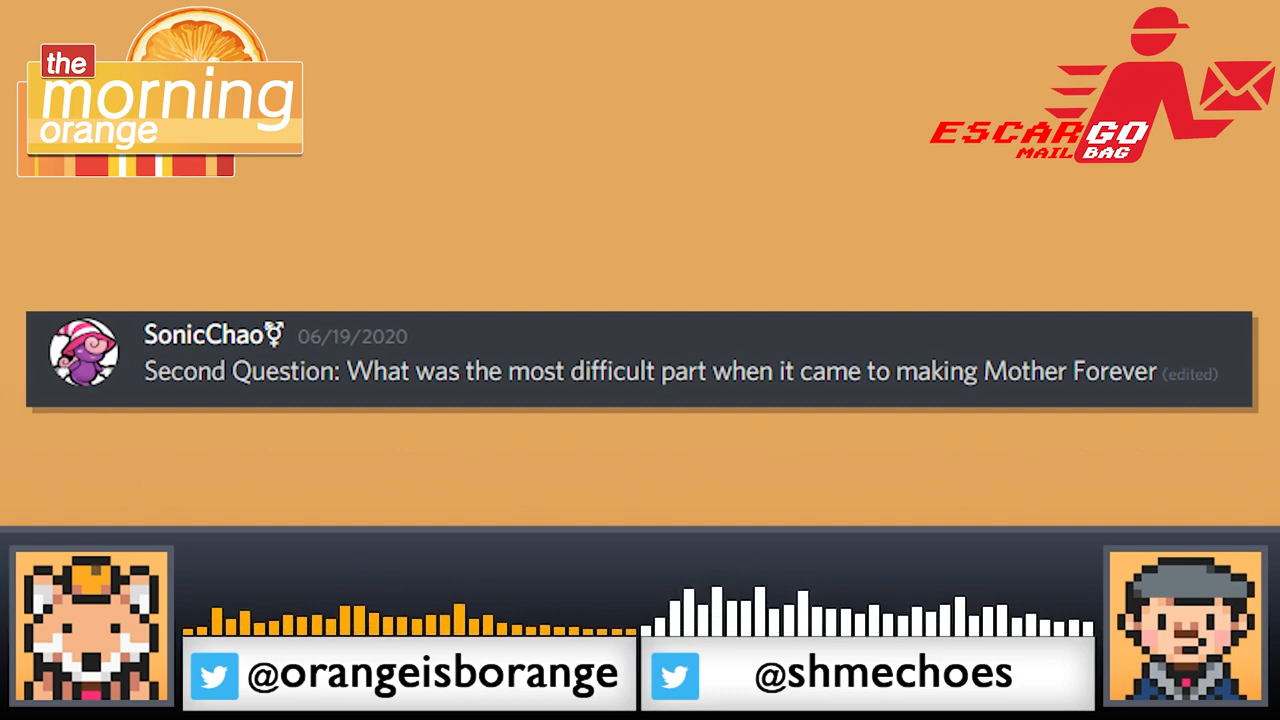 the
morning
orange
ESCARGO
MAIL BAG
SonicChao⚧ 06/19/2020
Second Question: What was the most difficult part when it came to making Mother Forever (edited)
@orangeisborange
@shmechoes